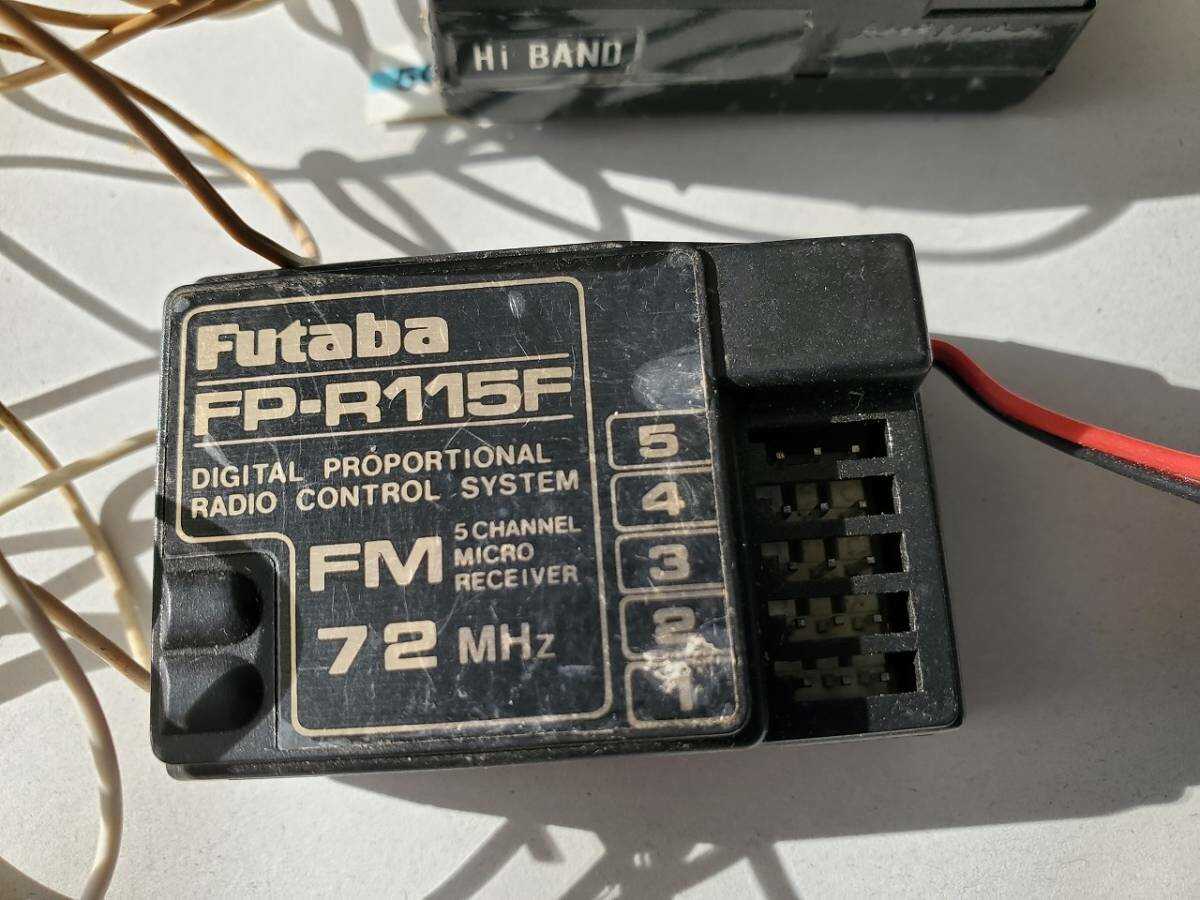 Hi BAND
Futaba
FP-R115F
DIGITAL PROPORTIONAL
RADIO CONTROL SYSTEM
FM
5 CHANNEL
MICRO
RECEIVER
72 MHz
5
4
3
2
1